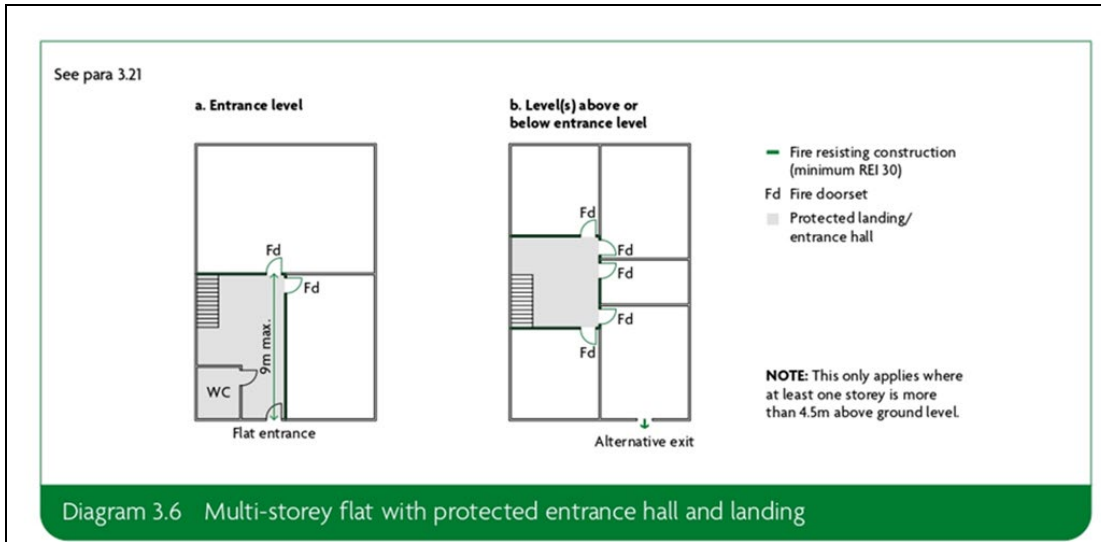 See para 3.21
a. Entrance level
Fd
Fd
9m max.
WC
Flat entrance
b. Level(s) above or
below entrance level
Fd
Fd
Fd
Fd
Fd
Alternative exit
Fire resisting construction
(minimum REI 30)
Fd Fire doorset
Protected landing/
entrance hall
NOTE: This only applies where
at least one storey is more
than 4.5m above ground level.
Diagram 3.6 Multi-storey flat with protected entrance hall and landing